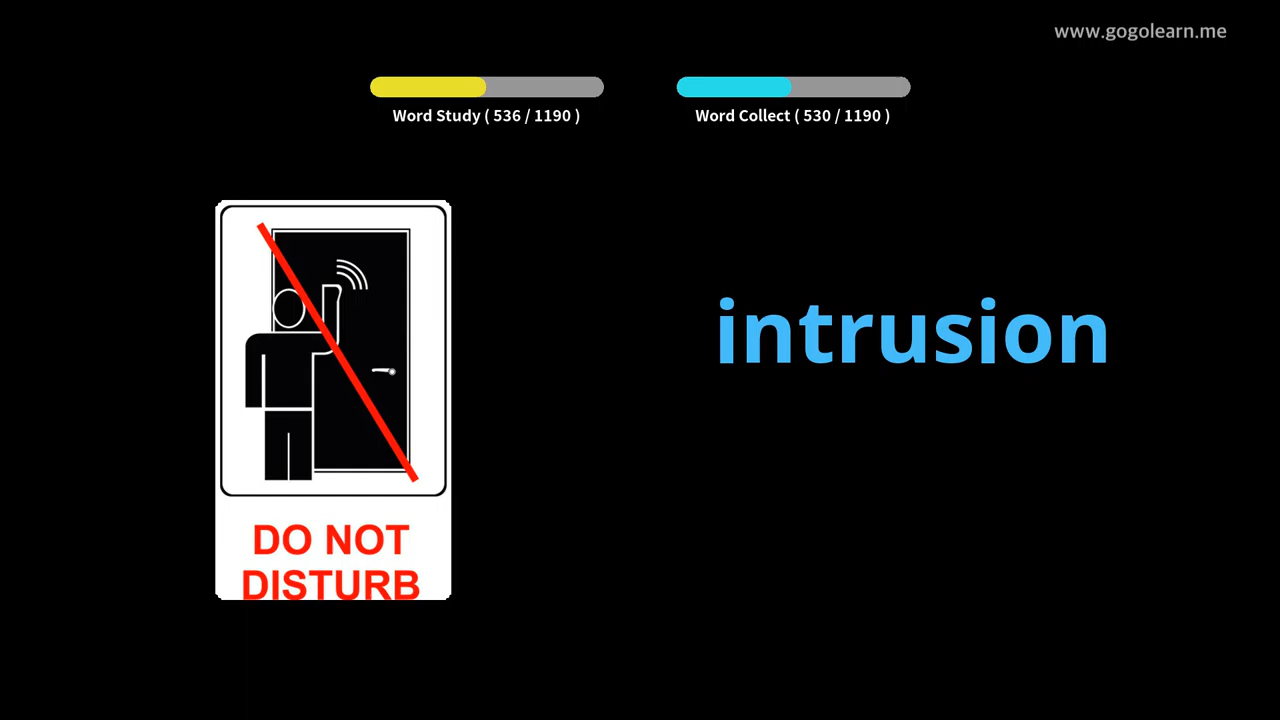 www.gogolearn.me
Word Study ( 536 / 1190 )
Word Collect ( 530 / 1190 )
intrusion
DO NOT
DISTURB